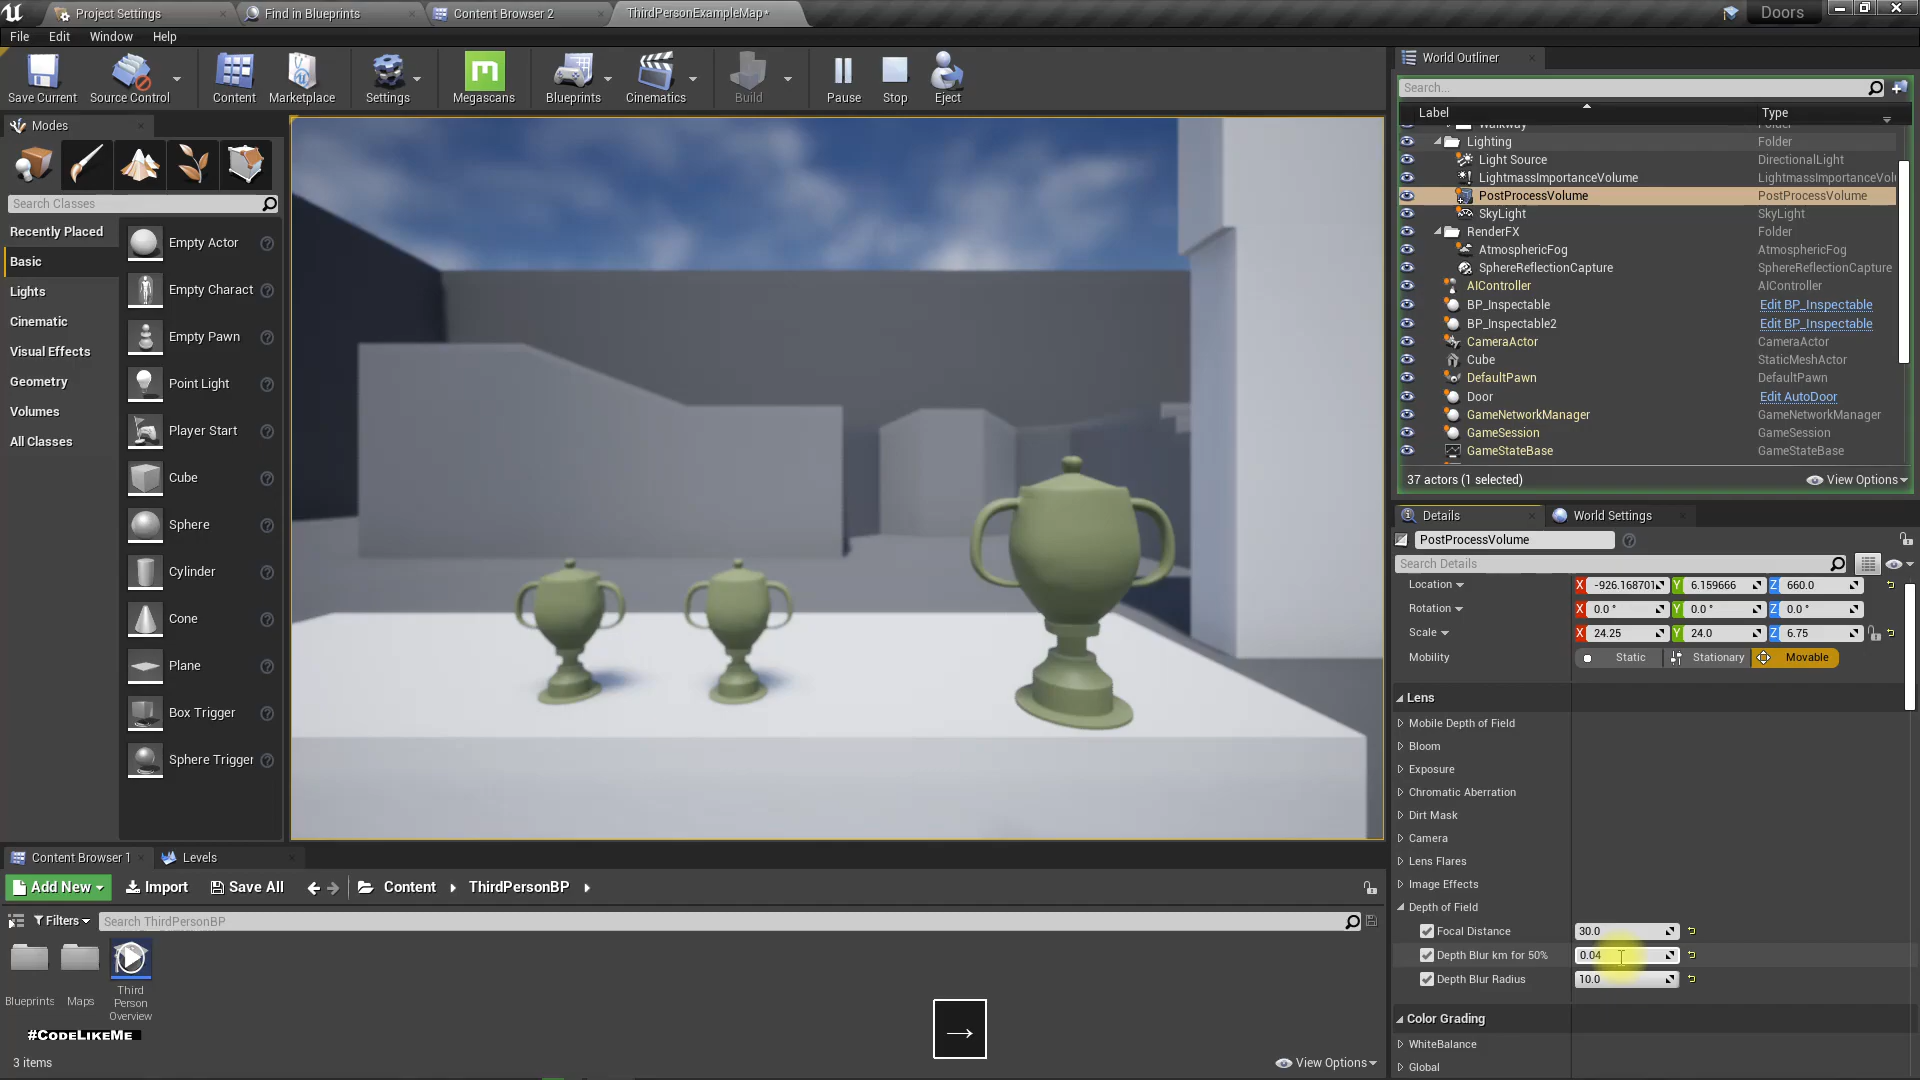 Project Settings
Find in Blueprints
Content Browser 2
ThirdPersonExampleMap*
Doors
File Edit Window Help
Save Current
Source Control
Content
Marketplace
Settings
Megascans
Blueprints
Cinematics
Build
Pause
Stop
Eject
Modes
Search Classes
Recently Placed
Basic
Lights
Cinematic
Visual Effects
Geometry
Volumes
All Classes
Empty Actor
Empty Charact
Empty Pawn
Point Light
Player Start
Cube
Sphere
Cylinder
Cone
Plane
Box Trigger
Sphere Trigger
World Outliner
Search...
Label Type
Walkway Folder
Lighting Folder
Light Source DirectionalLight
LightmassImportanceVolume LightmassImportanceVolu
PostProcessVolume PostProcessVolume
SkyLight SkyLight
RenderFX Folder
AtmosphericFog AtmosphericFog
SphereReflectionCapture SphereReflectionCapture
AIController AIController
BP_Inspectable Edit BP_Inspectable
BP_Inspectable2 Edit BP_Inspectable
CameraActor CameraActor
Cube StaticMeshActor
DefaultPawn DefaultPawn
Door Edit AutoDoor
GameNetworkManager GameNetworkManager
GameSession GameSession
GameStateBase GameStateBase
37 actors (1 selected) View Options
Details World Settings
PostProcessVolume
Search Details
Location X -926.168701 Y 6.159666 Z 660.0
Rotation X 0.0 ° Y 0.0 ° Z 0.0 °
Scale X 24.25 Y 24.0 Z 6.75
Mobility Static Stationary Movable
Lens
Mobile Depth of Field
Bloom
Exposure
Chromatic Aberration
Dirt Mask
Camera
Lens Flares
Image Effects
Depth of Field
Focal Distance 30.0
Depth Blur km for 50% 0.04
Depth Blur Radius 10.0
Color Grading
WhiteBalance
Global
Content Browser 1 Levels
Add New Import Save All Content ThirdPersonBP
Filters Search ThirdPersonBP
Blueprints
Maps
Third
Person
Overview
#CodeLikeMe
3 items View Options
→